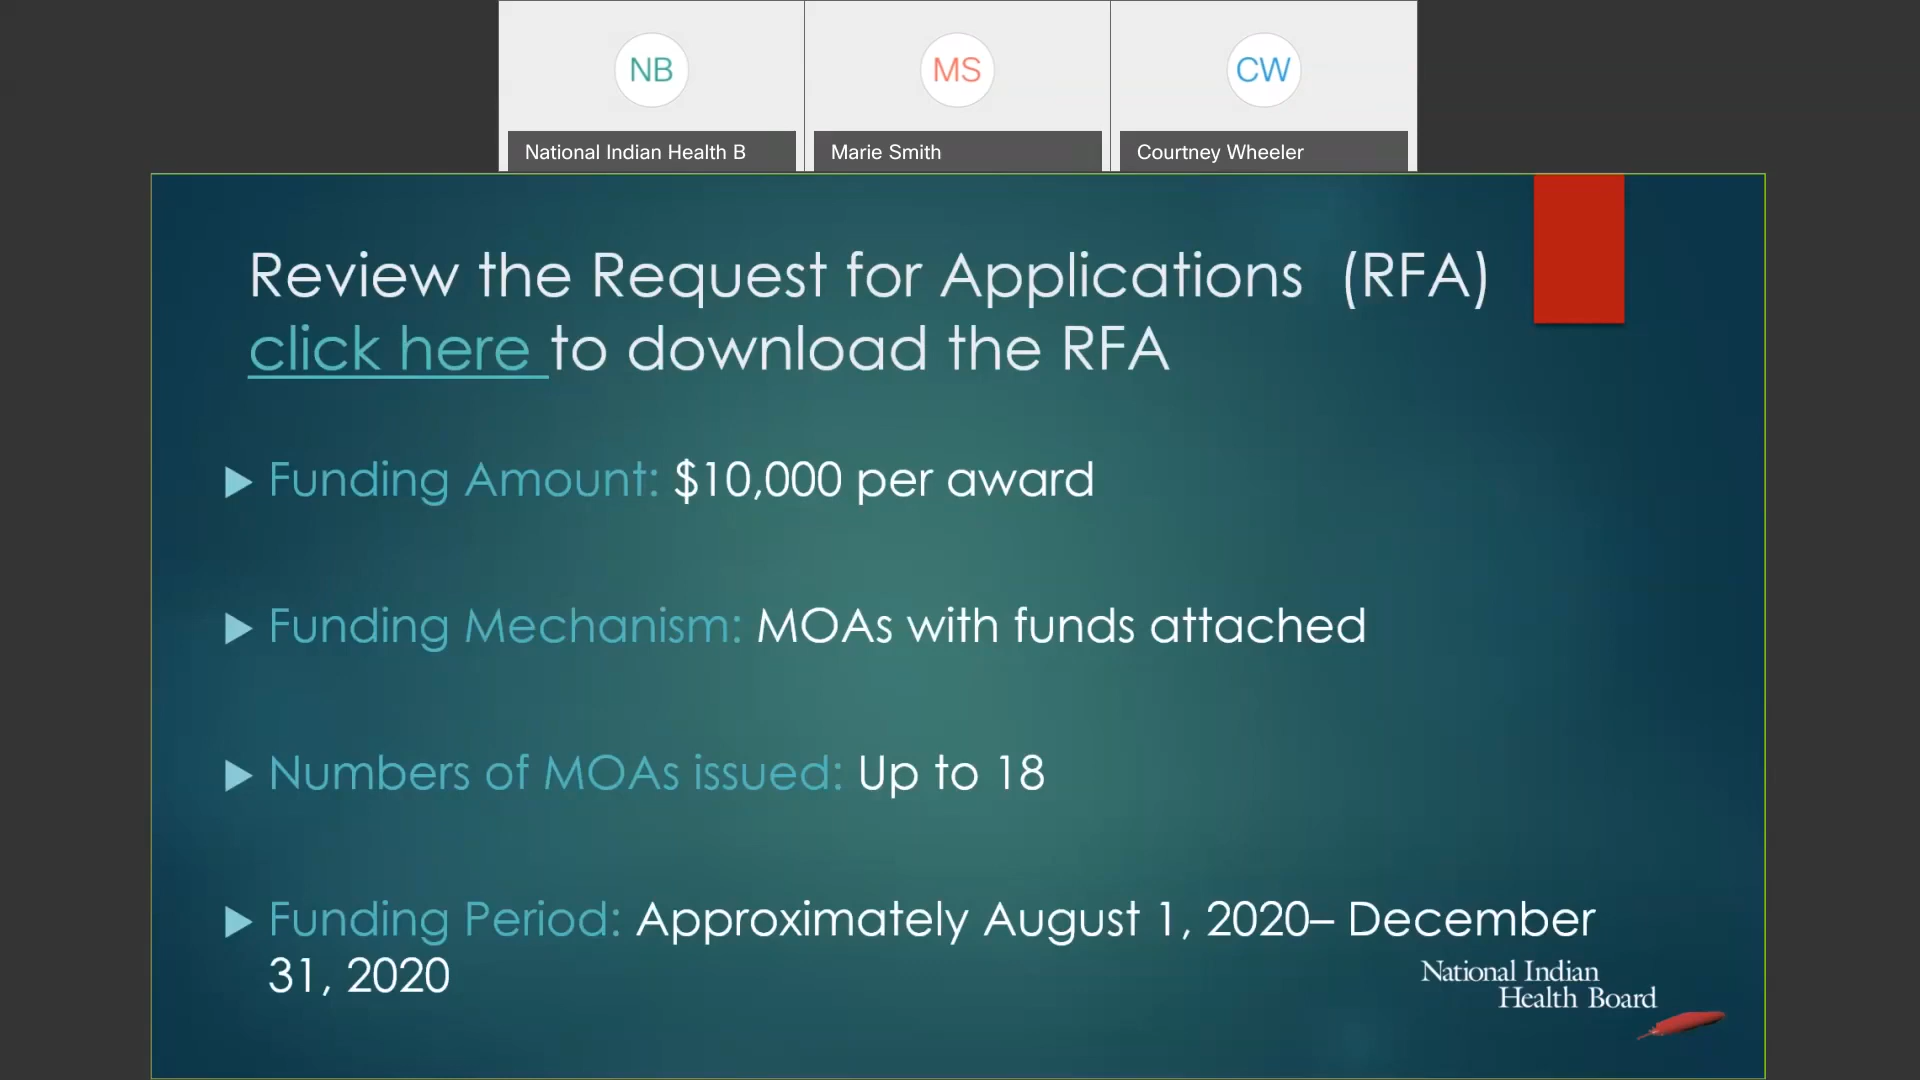 NB
MS
CW
National Indian Health B
Marie Smith
Courtney Wheeler
Review the Request for Applications (RFA)
click here to download the RFA
Funding Amount: $10,000 per award
Funding Mechanism: MOAs with funds attached
Numbers of MOAs issued: Up to 18
Funding Period: Approximately August 1, 2020– December
31, 2020
National Indian
Health Board